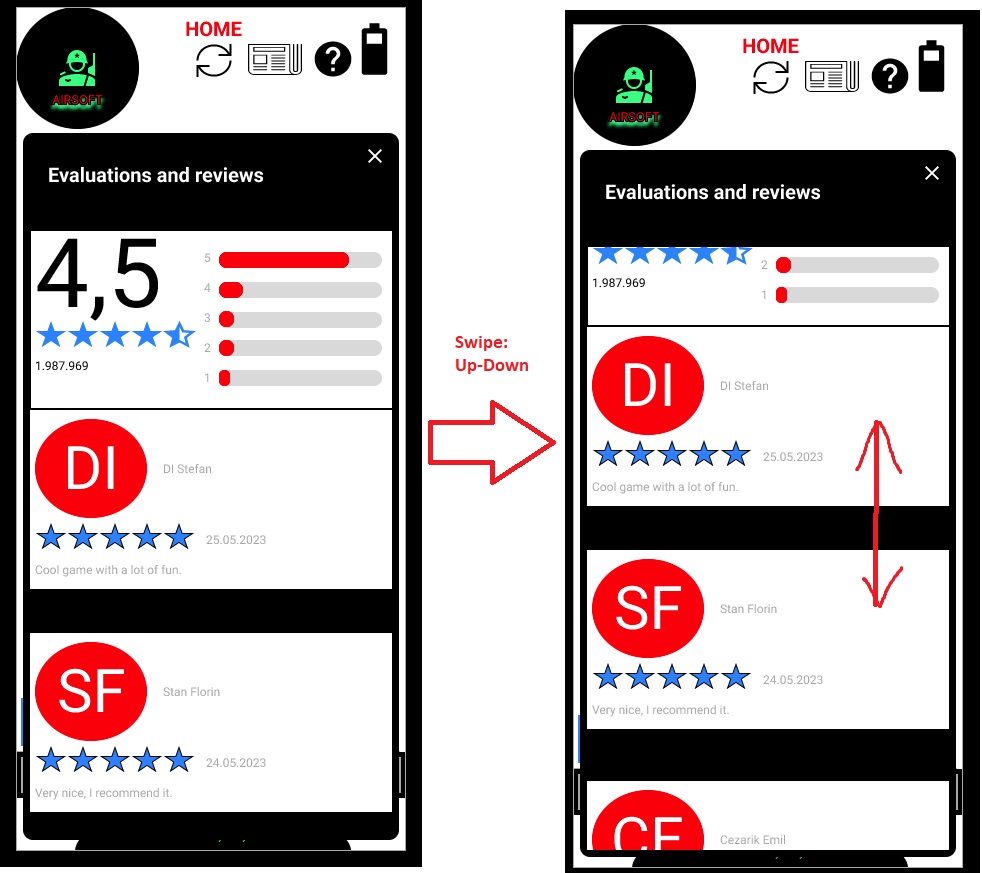 HOME
AIRSOFT
Evaluations and reviews
4,5
5
4
3
2
1
1.987.969
DI
DI Stefan
25.05.2023
Cool game with a lot of fun.
SF
Stan Florin
24.05.2023
Very nice, I recommend it.
Swipe:
Up-Down
HOME
AIRSOFT
Evaluations and reviews
2
1
1.987.969
DI
DI Stefan
25.05.2023
Cool game with a lot of fun.
SF
Stan Florin
24.05.2023
Very nice, I recommend it.
CE
Cezarik Emil